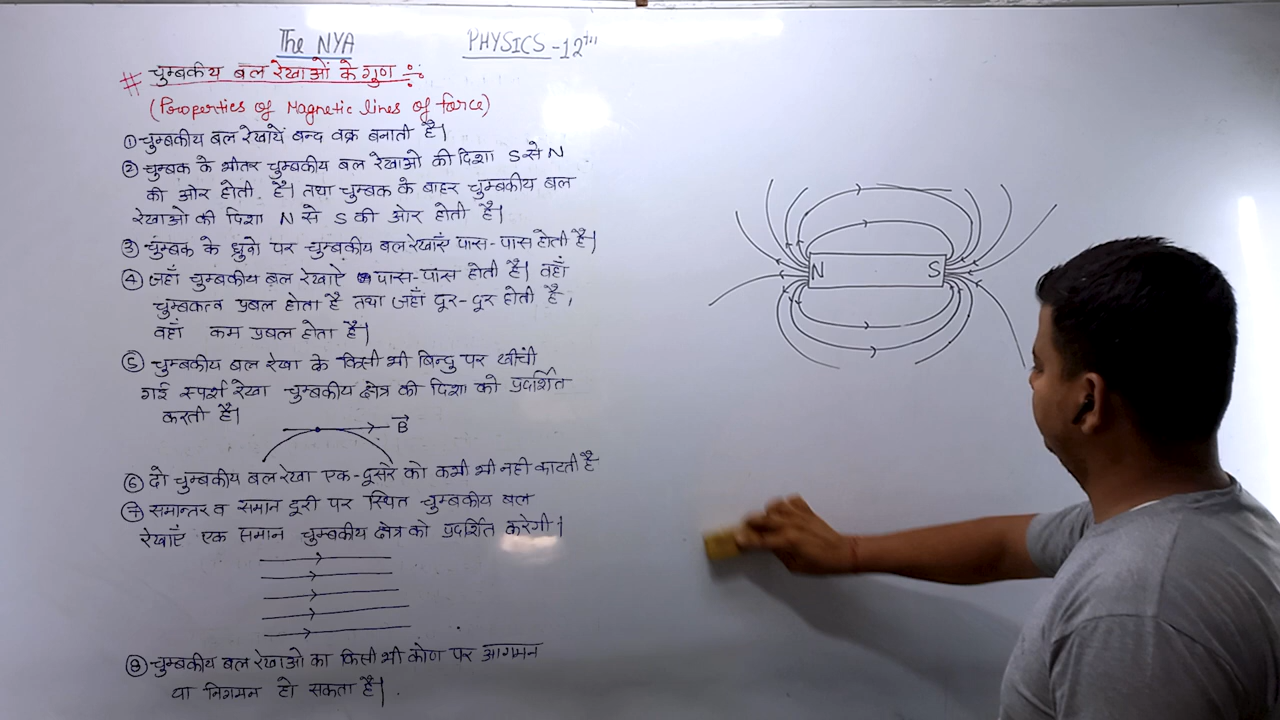 The NYA
PHYSICS - 12th
# चुम्बकीय बल रेखाओं के गुण ÷
(Properties of Magnetic lines of force)
① चुम्बकीय बल रेखायें बन्द वक्र बनाती है।
② चुम्बक के भीतर चुम्बकीय बल रेखाओ की दिशा S से N
की ओर होती है। तथा चुम्बक के बाहर चुम्बकीय बल
रेखाओ की दिशा N से S की ओर होती है।
③ चुंम्बक के ध्रुवो पर चुम्बकीय बल रेखाएँ पास-पास होती है।
④ जहाँ चुम्बकीय बल रेखाऐ पास-पास होती है। वहाँ
चुम्बकत्व प्रबल होता है तथा जहाँ दूर-दूर होती है,
वहाँ कम प्रबल होता है।
⑤ चुम्बकीय बल रेखा के किसी भी बिन्दु पर खींची
गई स्पर्श रेखा चुम्बकीय क्षेत्र की दिशा को प्रदर्शित
करती है।
B⃗
⑥ दो चुम्बकीय बल रेखा एक-दूसरे को कभी भी नही काटती है
⑦ समान्तर व समान दूरी पर स्थित चुम्बकीय बल
रेखाएँ एक समान चुम्बकीय क्षेत्र को प्रदर्शित करेगी।
⑧ चुम्बकीय बल रेखाओ का किसी भी कोण पर आगमन
या निगमन हो सकता है।
N S